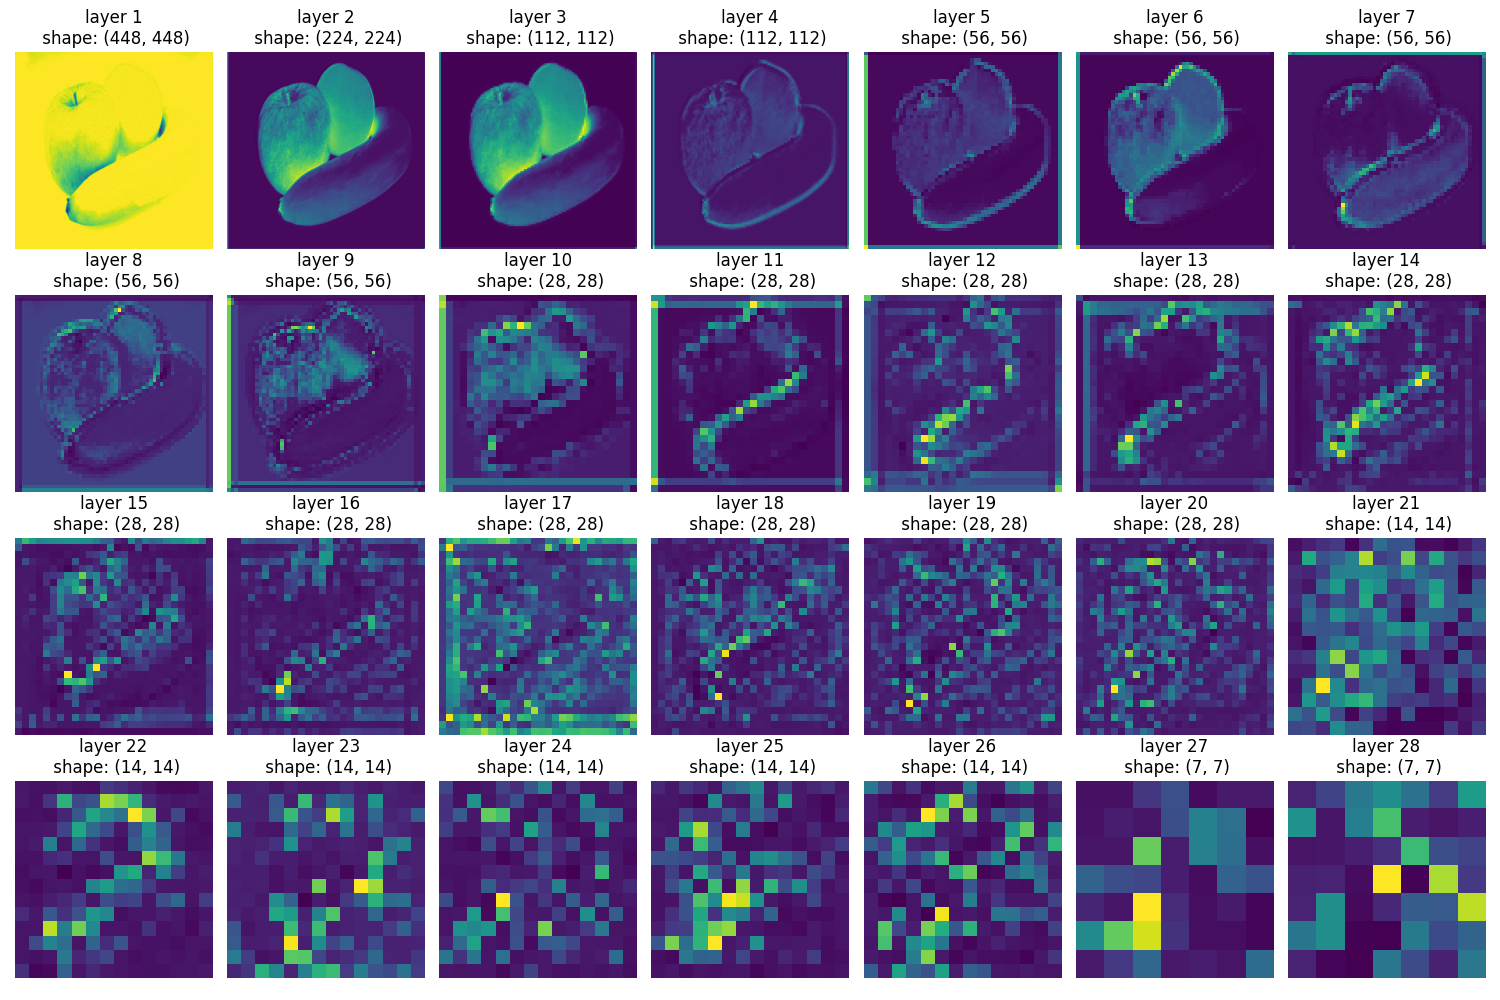 layer 1
shape: (448, 448)
layer 2
shape: (224, 224)
layer 3
shape: (112, 112)
layer 4
shape: (112, 112)
layer 5
shape: (56, 56)
layer 6
shape: (56, 56)
layer 7
shape: (56, 56)
layer 8
shape: (56, 56)
layer 9
shape: (56, 56)
layer 10
shape: (28, 28)
layer 11
shape: (28, 28)
layer 12
shape: (28, 28)
layer 13
shape: (28, 28)
layer 14
shape: (28, 28)
layer 15
shape: (28, 28)
layer 16
shape: (28, 28)
layer 17
shape: (28, 28)
layer 18
shape: (28, 28)
layer 19
shape: (28, 28)
layer 20
shape: (28, 28)
layer 21
shape: (14, 14)
layer 22
shape: (14, 14)
layer 23
shape: (14, 14)
layer 24
shape: (14, 14)
layer 25
shape: (14, 14)
layer 26
shape: (14, 14)
layer 27
shape: (7, 7)
layer 28
shape: (7, 7)